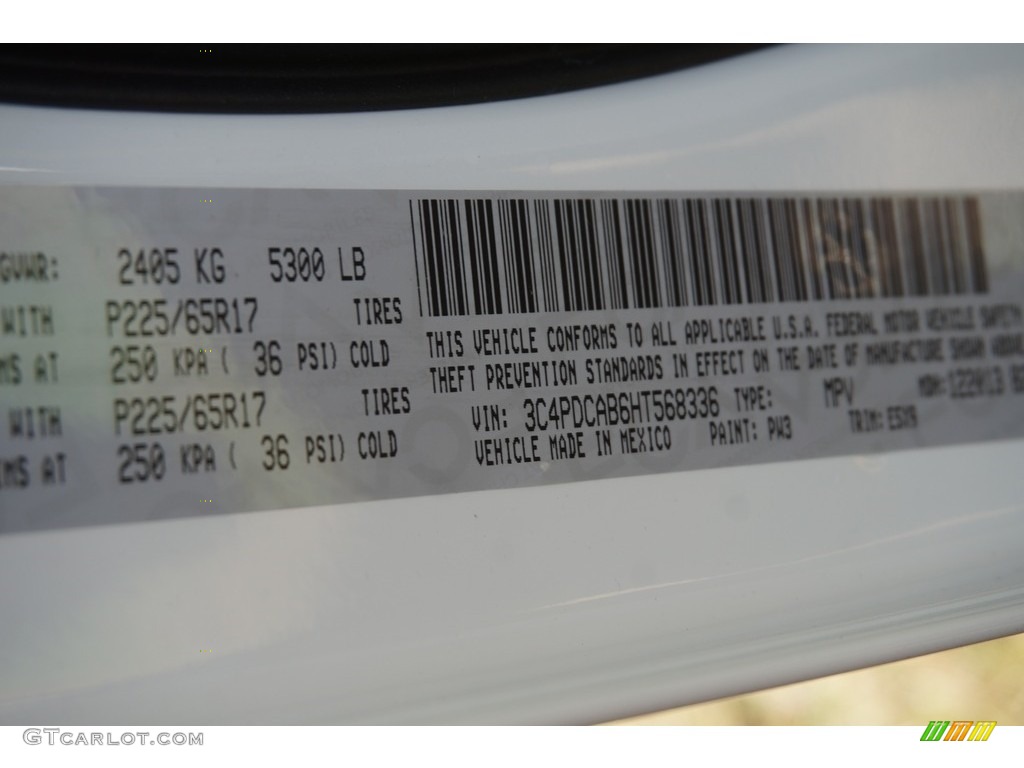 GVWR: 2405 KG 5300 LB
WITH P225/65R17 TIRES
MS AT 250 KPA ( 36 PSI) COLD
WITH P225/65R17 TIRES
MS AT 250 KPA ( 36 PSI) COLD
THIS VEHICLE CONFORMS TO ALL APPLICABLE U.S.A. FEDERAL MOTOR VEHICLE SAFETY,
THEFT PREVENTION STANDARDS IN EFFECT ON THE DATE OF MANUFACTURE SHOWN ABOVE.
VIN: 3C4PDCAB6HT568336 TYPE: MPV
VEHICLE MADE IN MEXICO PAINT: PW3 TRIM:
GTCarlot.com